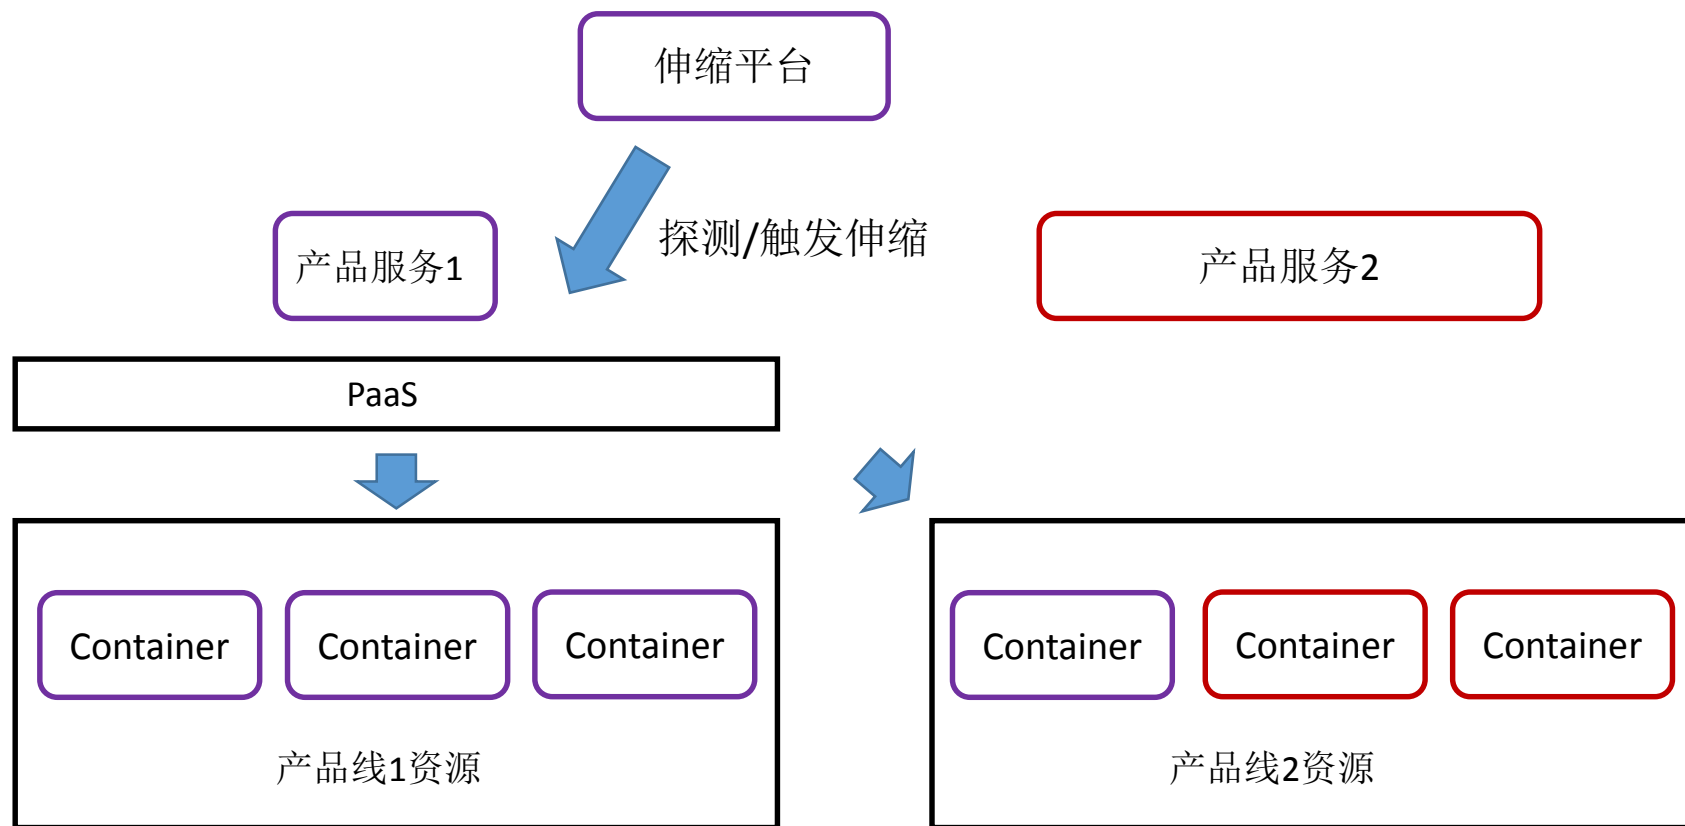 伸缩平台
探测/触发伸缩
产品服务1
产品服务2
PaaS
Container
Container
Container
产品线1资源
Container
Container
Container
产品线2资源